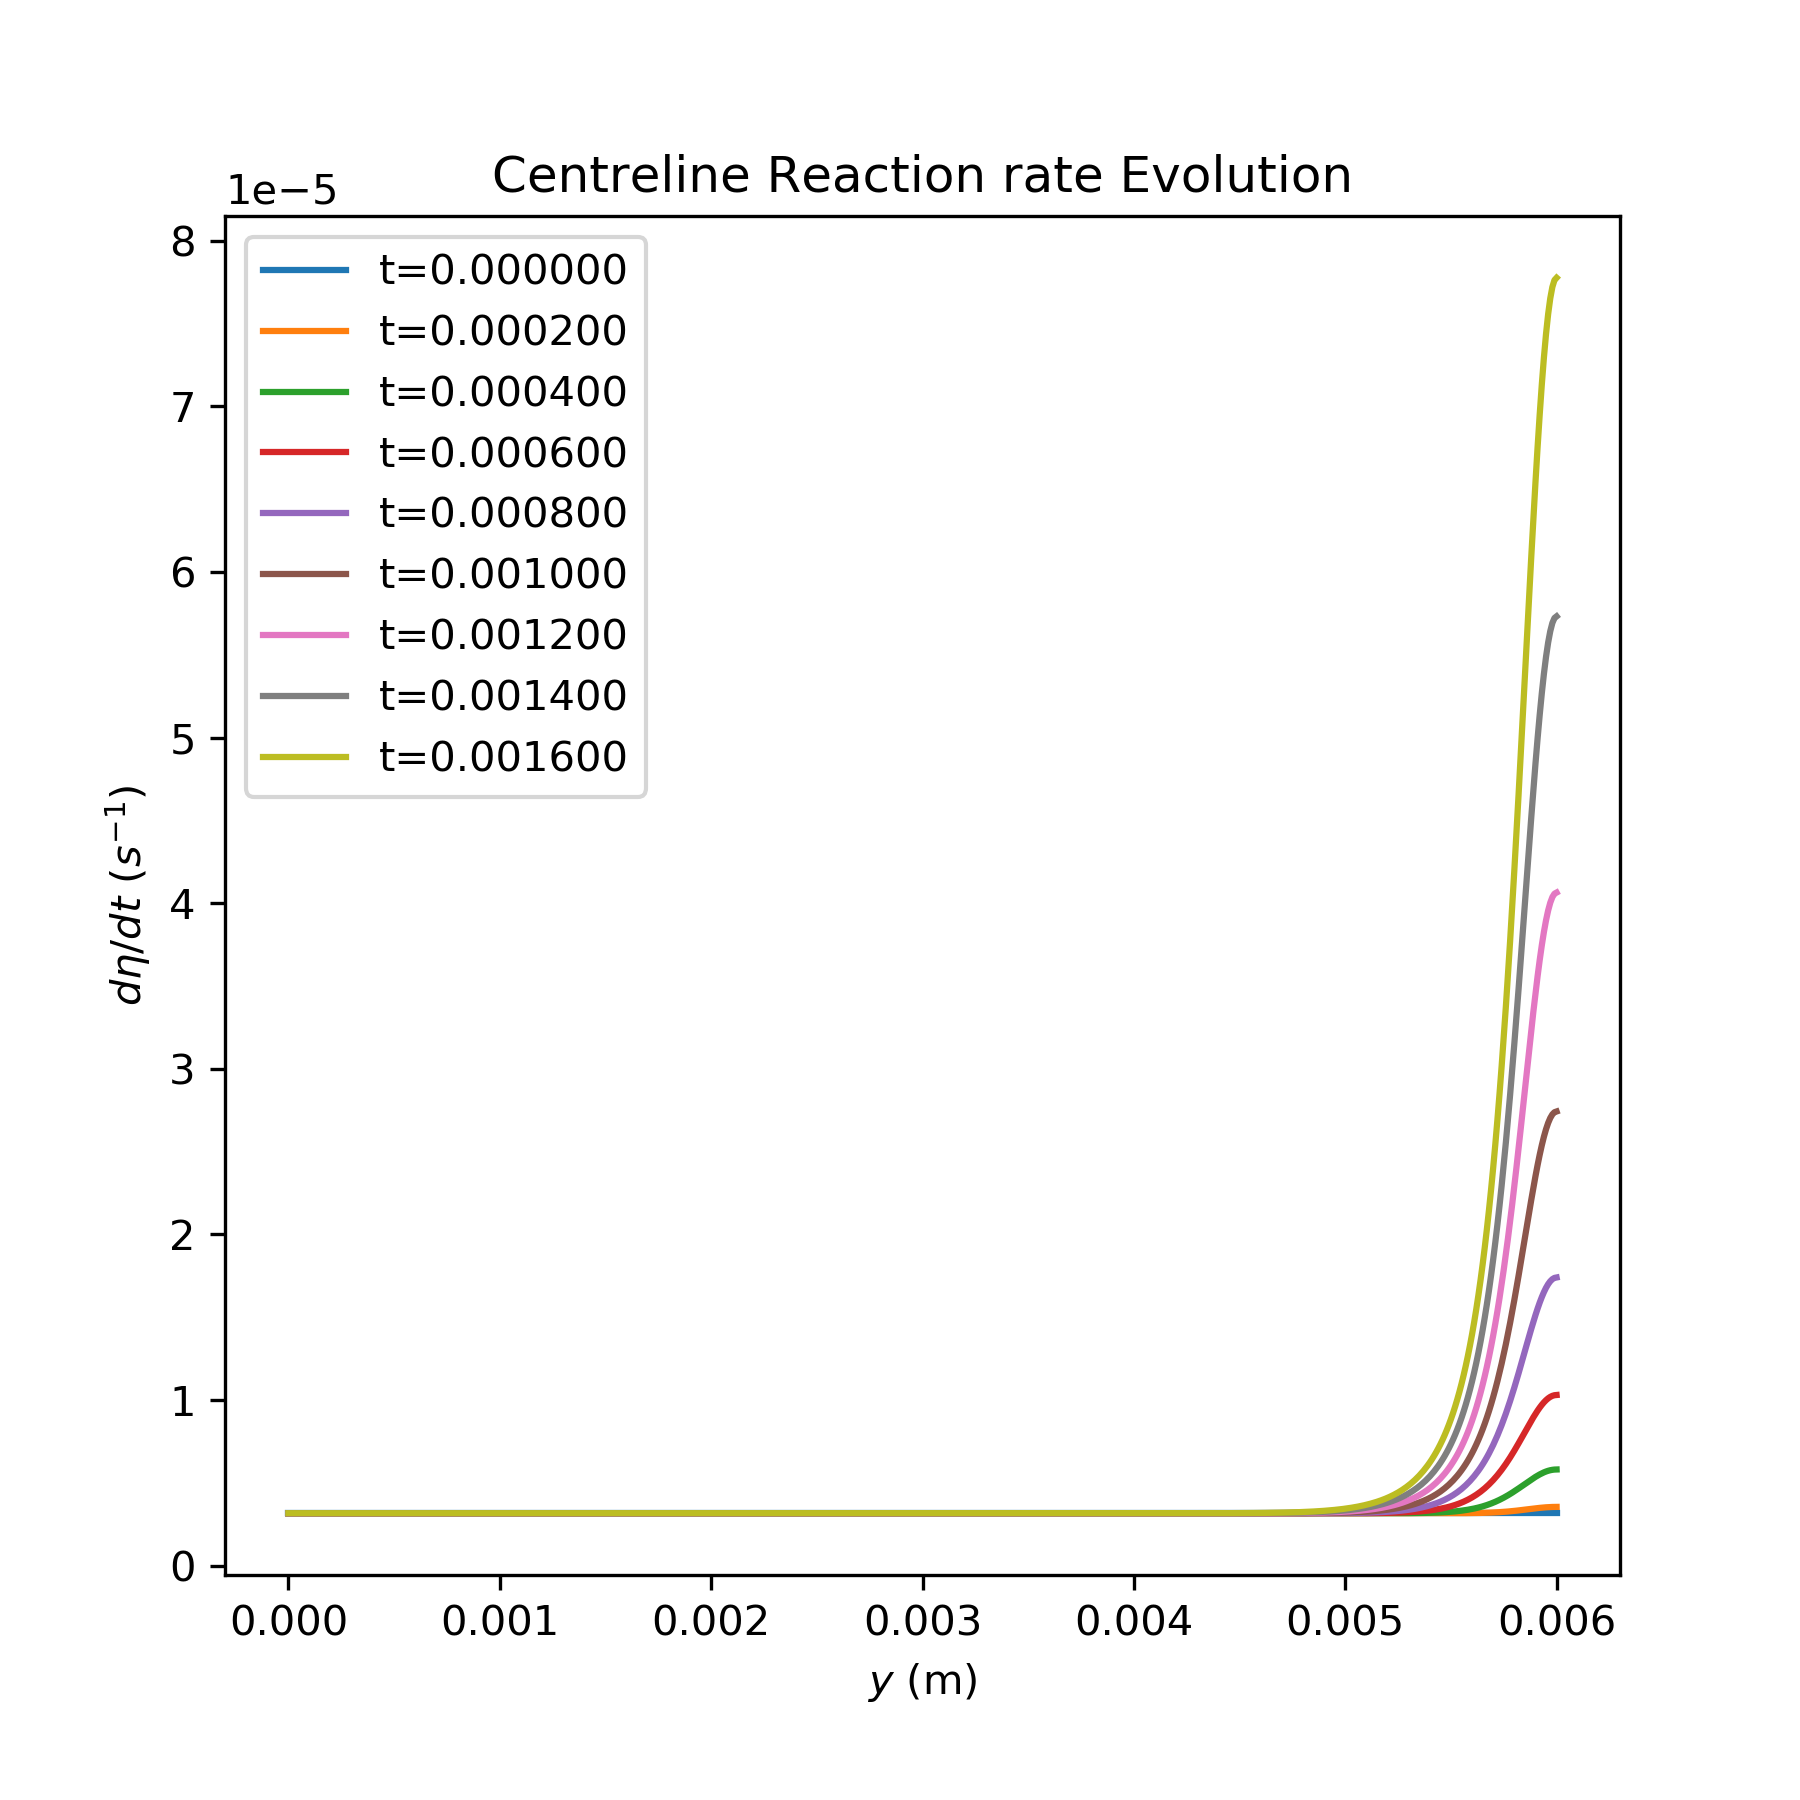 Centreline Reaction rate Evolution
1e−5
8
7
6
5
4
3
2
1
0
t=0.000000
t=0.000200
t=0.000400
t=0.000600
t=0.000800
t=0.001000
t=0.001200
t=0.001400
t=0.001600
dη/dt (s⁻¹)
0.000 0.001 0.002 0.003 0.004 0.005 0.006
y (m)